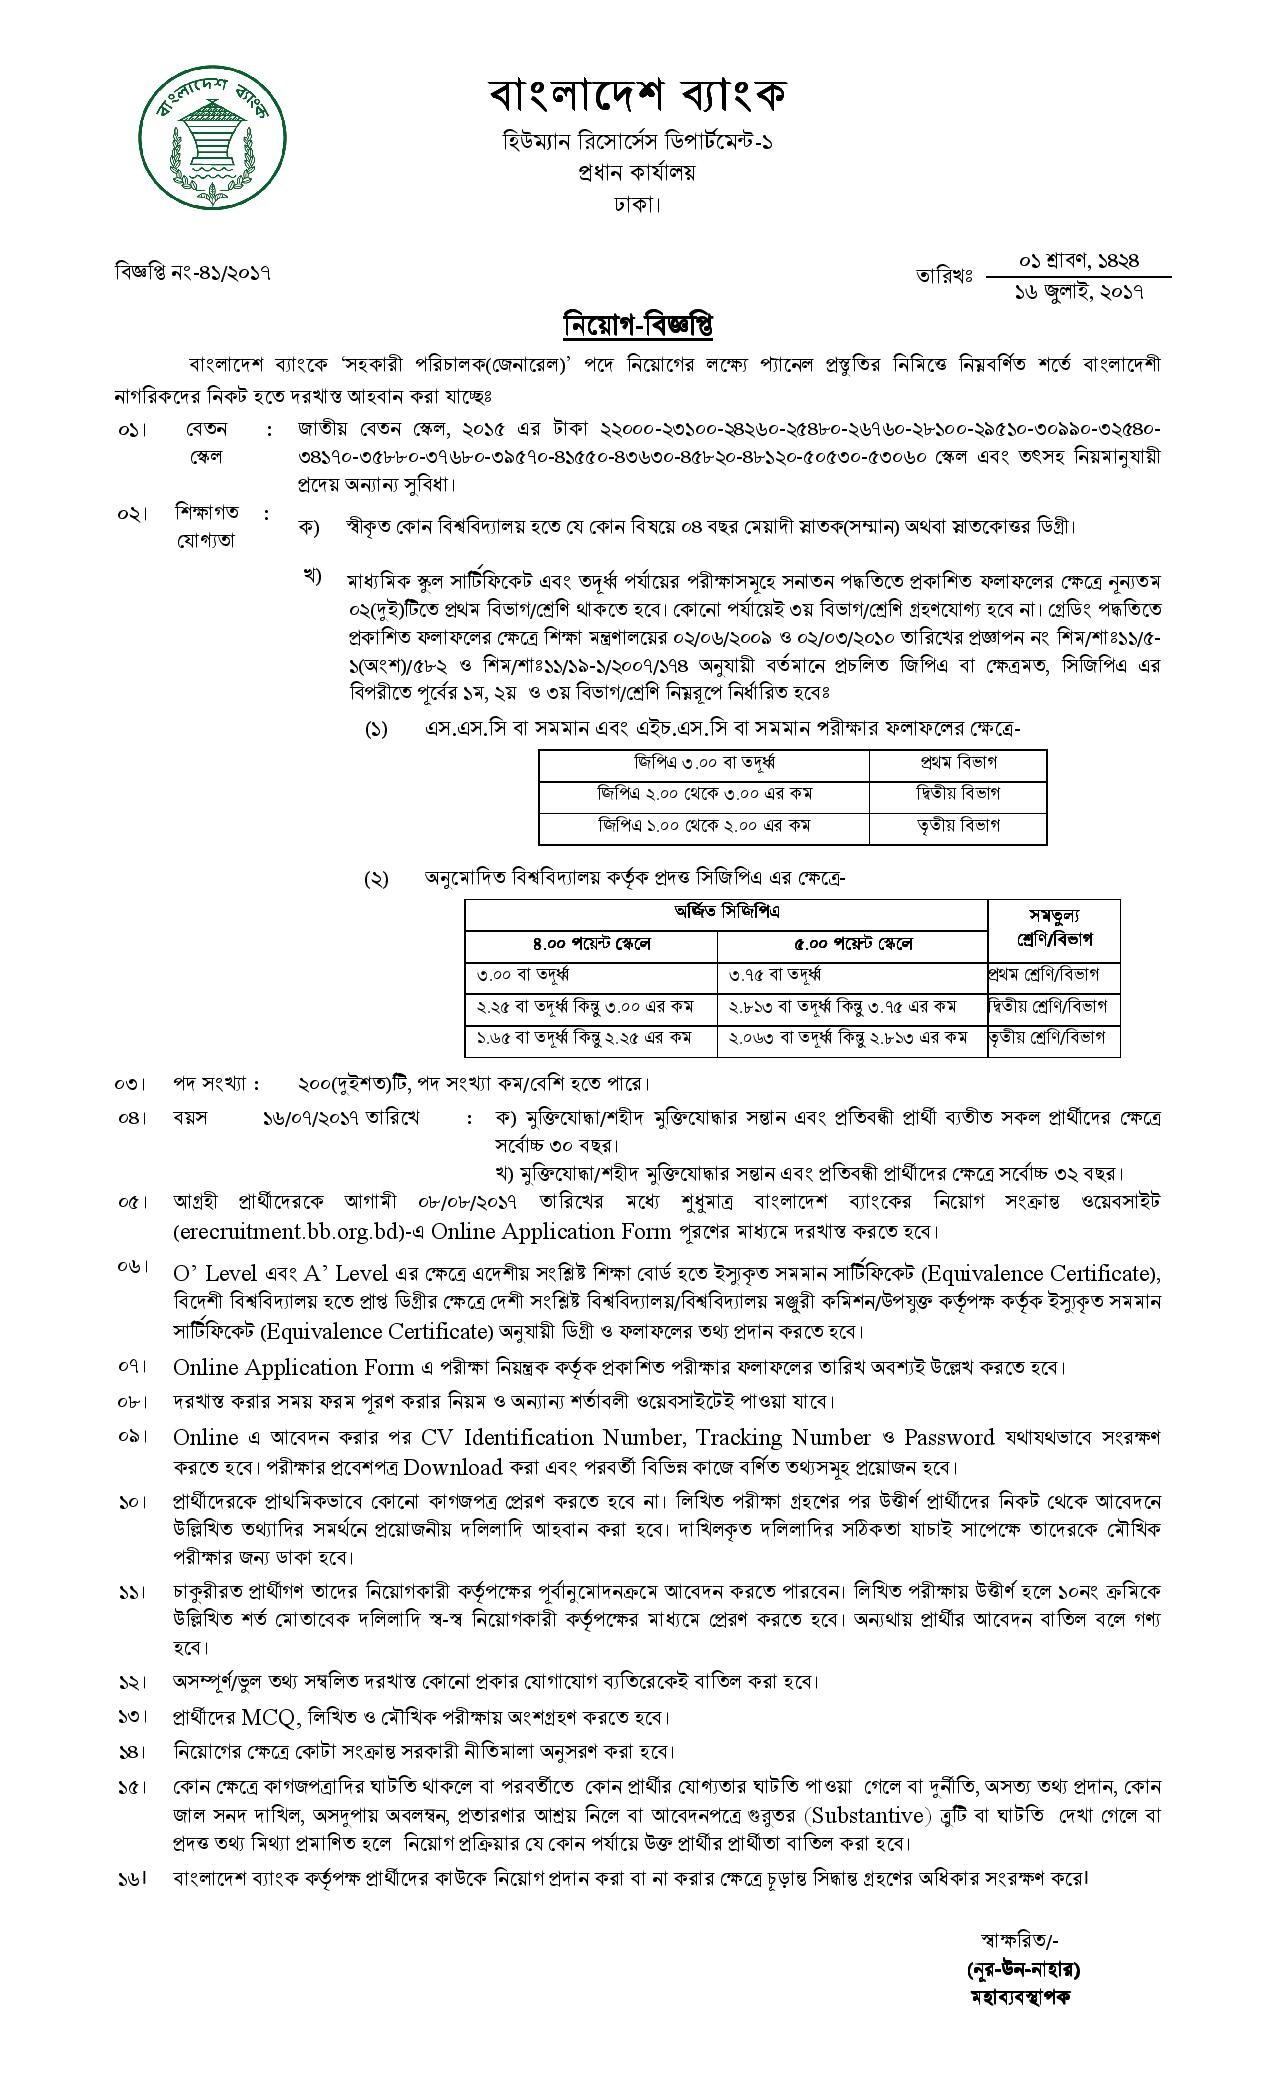 বাংলাদেশ ব্যাংক
বাংলাদেশ ব্যাংক
হিউম্যান রিসোর্সেস ডিপার্টমেন্ট-১
প্রধান কার্যালয়
ঢাকা।
বিজ্ঞপ্তি নং-৪১/২০১৭
তারিখঃ ০১ শ্রাবণ, ১৪২৪
১৬ জুলাই, ২০১৭
নিয়োগ-বিজ্ঞপ্তি
বাংলাদেশ ব্যাংকে ‘সহকারী পরিচালক(জেনারেল)’ পদে নিয়োগের লক্ষ্যে প্যানেল প্রস্তুতির নিমিত্তে নিম্নবর্ণিত শর্তে বাংলাদেশী
নাগরিকদের নিকট হতে দরখাস্ত আহবান করা যাচ্ছেঃ
০১। বেতন স্কেল : জাতীয় বেতন স্কেল, ২০১৫ এর টাকা ২২০০০-২৩১০০-২৪২৬০-২৫৪৮০-২৬৭৬০-২৮১০০-২৯৫১০-৩০৯৯০-৩২৫৪০-
৩৪১৭০-৩৫৮৮০-৩৭৬৮০-৩৯৫৭০-৪১৫৫০-৪৩৬৩০-৪৫৮২০-৪৮১২০-৫০৫৩০-৫৩০৬০ স্কেল এবং তৎসহ নিয়মানুযায়ী
প্রদেয় অন্যান্য সুবিধা।
০২। শিক্ষাগত যোগ্যতা : ক) স্বীকৃত কোন বিশ্ববিদ্যালয় হতে যে কোন বিষয়ে ০৪ বছর মেয়াদী স্নাতক(সম্মান) অথবা স্নাতকোত্তর ডিগ্রী।
খ) মাধ্যমিক স্কুল সার্টিফিকেট এবং তদূর্ধ্ব পর্যায়ের পরীক্ষাসমূহে সনাতন পদ্ধতিতে প্রকাশিত ফলাফলের ক্ষেত্রে নূন্যতম
০২(দুই)টিতে প্রথম বিভাগ/শ্রেণি থাকতে হবে। কোনো পর্যায়েই ৩য় বিভাগ/শ্রেণি গ্রহণযোগ্য হবে না। গ্রেডিং পদ্ধতিতে
প্রকাশিত ফলাফলের ক্ষেত্রে শিক্ষা মন্ত্রণালয়ের ০২/০৬/২০০৯ ও ০২/০৩/২০১০ তারিখের প্রজ্ঞাপন নং শিম/শাঃ১১/৫-
১(অংশ)/৫৮২ ও শিম/শাঃ১১/১৯-১/২০০৭/১৭৪ অনুযায়ী বর্তমানে প্রচলিত জিপিএ বা ক্ষেত্রমত, সিজিপিএ এর
বিপরীতে পূর্বের ১ম, ২য় ও ৩য় বিভাগ/শ্রেণি নিম্নরূপে নির্ধারিত হবেঃ
(১) এস.এস.সি বা সমমান এবং এইচ.এস.সি বা সমমান পরীক্ষার ফলাফলের ক্ষেত্রে-
জিপিএ ৩.০০ বা তদূর্ধ্ব প্রথম বিভাগ
জিপিএ ২.০০ থেকে ৩.০০ এর কম দ্বিতীয় বিভাগ
জিপিএ ১.০০ থেকে ২.০০ এর কম তৃতীয় বিভাগ
(২) অনুমোদিত বিশ্ববিদ্যালয় কর্তৃক প্রদত্ত সিজিপিএ এর ক্ষেত্রে-
অর্জিত সিজিপিএ সমতুল্য শ্রেণি/বিভাগ
৪.০০ পয়েন্ট স্কেলে ৫.০০ পয়েন্ট স্কেলে
৩.০০ বা তদূর্ধ্ব ৩.৭৫ বা তদূর্ধ্ব প্রথম শ্রেণি/বিভাগ
২.২৫ বা তদূর্ধ্ব কিন্তু ৩.০০ এর কম ২.৮১৩ বা তদূর্ধ্ব কিন্তু ৩.৭৫ এর কম দ্বিতীয় শ্রেণি/বিভাগ
১.৬৫ বা তদূর্ধ্ব কিন্তু ২.২৫ এর কম ২.০৬৩ বা তদূর্ধ্ব কিন্তু ২.৮১৩ এর কম তৃতীয় শ্রেণি/বিভাগ
০৩। পদ সংখ্যা : ২০০(দুইশত)টি, পদ সংখ্যা কম/বেশি হতে পারে।
০৪। বয়স ১৬/০৭/২০১৭ তারিখে : ক) মুক্তিযোদ্ধা/শহীদ মুক্তিযোদ্ধার সন্তান এবং প্রতিবন্ধী প্রার্থী ব্যতীত সকল প্রার্থীদের ক্ষেত্রে
সর্বোচ্চ ৩০ বছর।
খ) মুক্তিযোদ্ধা/শহীদ মুক্তিযোদ্ধার সন্তান এবং প্রতিবন্ধী প্রার্থীদের ক্ষেত্রে সর্বোচ্চ ৩২ বছর।
০৫। আগ্রহী প্রার্থীদেরকে আগামী ০৮/০৮/২০১৭ তারিখের মধ্যে শুধুমাত্র বাংলাদেশ ব্যাংকের নিয়োগ সংক্রান্ত ওয়েবসাইট
(erecruitment.bb.org.bd)-এ Online Application Form পূরণের মাধ্যমে দরখাস্ত করতে হবে।
০৬। O’ Level এবং A’ Level এর ক্ষেত্রে এদেশীয় সংশ্লিষ্ট শিক্ষা বোর্ড হতে ইস্যুকৃত সমমান সার্টিফিকেট (Equivalence Certificate),
বিদেশী বিশ্ববিদ্যালয় হতে প্রাপ্ত ডিগ্রীর ক্ষেত্রে দেশী সংশ্লিষ্ট বিশ্ববিদ্যালয়/বিশ্ববিদ্যালয় মঞ্জুরী কমিশন/উপযুক্ত কর্তৃপক্ষ কর্তৃক ইস্যুকৃত সমমান
সার্টিফিকেট (Equivalence Certificate) অনুযায়ী ডিগ্রী ও ফলাফলের তথ্য প্রদান করতে হবে।
০৭। Online Application Form এ পরীক্ষা নিয়ন্ত্রক কর্তৃক প্রকাশিত পরীক্ষার ফলাফলের তারিখ অবশ্যই উল্লেখ করতে হবে।
০৮। দরখাস্ত করার সময় ফরম পূরণ করার নিয়ম ও অন্যান্য শর্তাবলী ওয়েবসাইটেই পাওয়া যাবে।
০৯। Online এ আবেদন করার পর CV Identification Number, Tracking Number ও Password যথাযথভাবে সংরক্ষণ
করতে হবে। পরীক্ষার প্রবেশপত্র Download করা এবং পরবর্তী বিভিন্ন কাজে বর্ণিত তথ্যসমূহ প্রয়োজন হবে।
১০। প্রার্থীদেরকে প্রাথমিকভাবে কোনো কাগজপত্র প্রেরণ করতে হবে না। লিখিত পরীক্ষা গ্রহণের পর উত্তীর্ণ প্রার্থীদের নিকট থেকে আবেদনে
উল্লিখিত তথ্যাদির সমর্থনে প্রয়োজনীয় দলিলাদি আহবান করা হবে। দাখিলকৃত দলিলাদির সঠিকতা যাচাই সাপেক্ষে তাদেরকে মৌখিক
পরীক্ষার জন্য ডাকা হবে।
১১। চাকুরীরত প্রার্থীগণ তাদের নিয়োগকারী কর্তৃপক্ষের পূর্বানুমোদনক্রমে আবেদন করতে পারবেন। লিখিত পরীক্ষায় উত্তীর্ণ হলে ১০নং ক্রমিকে
উল্লিখিত শর্ত মোতাবেক দলিলাদি স্ব-স্ব নিয়োগকারী কর্তৃপক্ষের মাধ্যমে প্রেরণ করতে হবে। অন্যথায় প্রার্থীর আবেদন বাতিল বলে গণ্য
হবে।
১২। অসম্পূর্ণ/ভুল তথ্য সম্বলিত দরখাস্ত কোনো প্রকার যোগাযোগ ব্যতিরেকেই বাতিল করা হবে।
১৩। প্রার্থীদের MCQ, লিখিত ও মৌখিক পরীক্ষায় অংশগ্রহণ করতে হবে।
১৪। নিয়োগের ক্ষেত্রে কোটা সংক্রান্ত সরকারী নীতিমালা অনুসরণ করা হবে।
১৫। কোন ক্ষেত্রে কাগজপত্রাদির ঘাটতি থাকলে বা পরবর্তীতে কোন প্রার্থীর যোগ্যতার ঘাটতি পাওয়া গেলে বা দুর্নীতি, অসত্য তথ্য প্রদান, কোন
জাল সনদ দাখিল, অসদুপায় অবলম্বন, প্রতারণার আশ্রয় নিলে বা আবেদনপত্রে গুরুতর (Substantive) ত্রুটি বা ঘাটতি দেখা গেলে বা
প্রদত্ত তথ্য মিথ্যা প্রমাণিত হলে নিয়োগ প্রক্রিয়ার যে কোন পর্যায়ে উক্ত প্রার্থীর প্রার্থীতা বাতিল করা হবে।
১৬। বাংলাদেশ ব্যাংক কর্তৃপক্ষ প্রার্থীদের কাউকে নিয়োগ প্রদান করা বা না করার ক্ষেত্রে চূড়ান্ত সিদ্ধান্ত গ্রহণের অধিকার সংরক্ষণ করে।
স্বাক্ষরিত/-
(নূর-উন-নাহার)
মহাব্যবস্থাপক